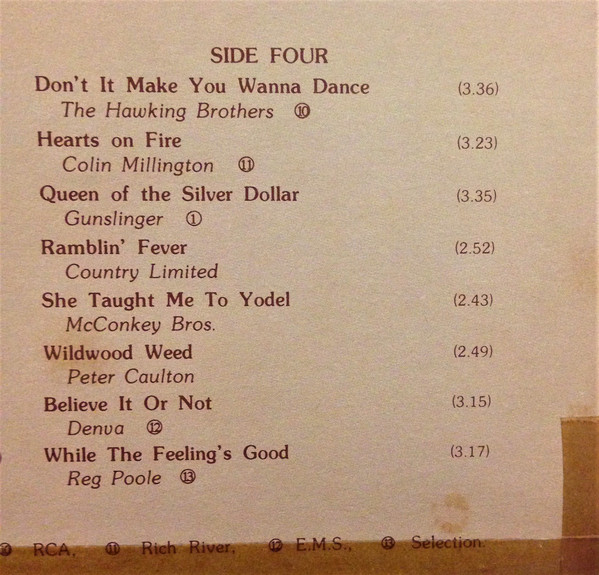 SIDE FOUR
Don't It Make You Wanna Dance (3.36)
The Hawking Brothers ⑩
Hearts on Fire (3.23)
Colin Millington ⑪
Queen of the Silver Dollar (3.35)
Gunslinger ①
Ramblin' Fever (2.52)
Country Limited
She Taught Me To Yodel (2.43)
McConkey Bros.
Wildwood Weed (2.49)
Peter Caulton
Believe It Or Not (3.15)
Denva ⑫
While The Feeling's Good (3.17)
Reg Poole ⑬
⑩ RCA, ⑪ Rich River, ⑫ E.M.S., ⑬ Selection.